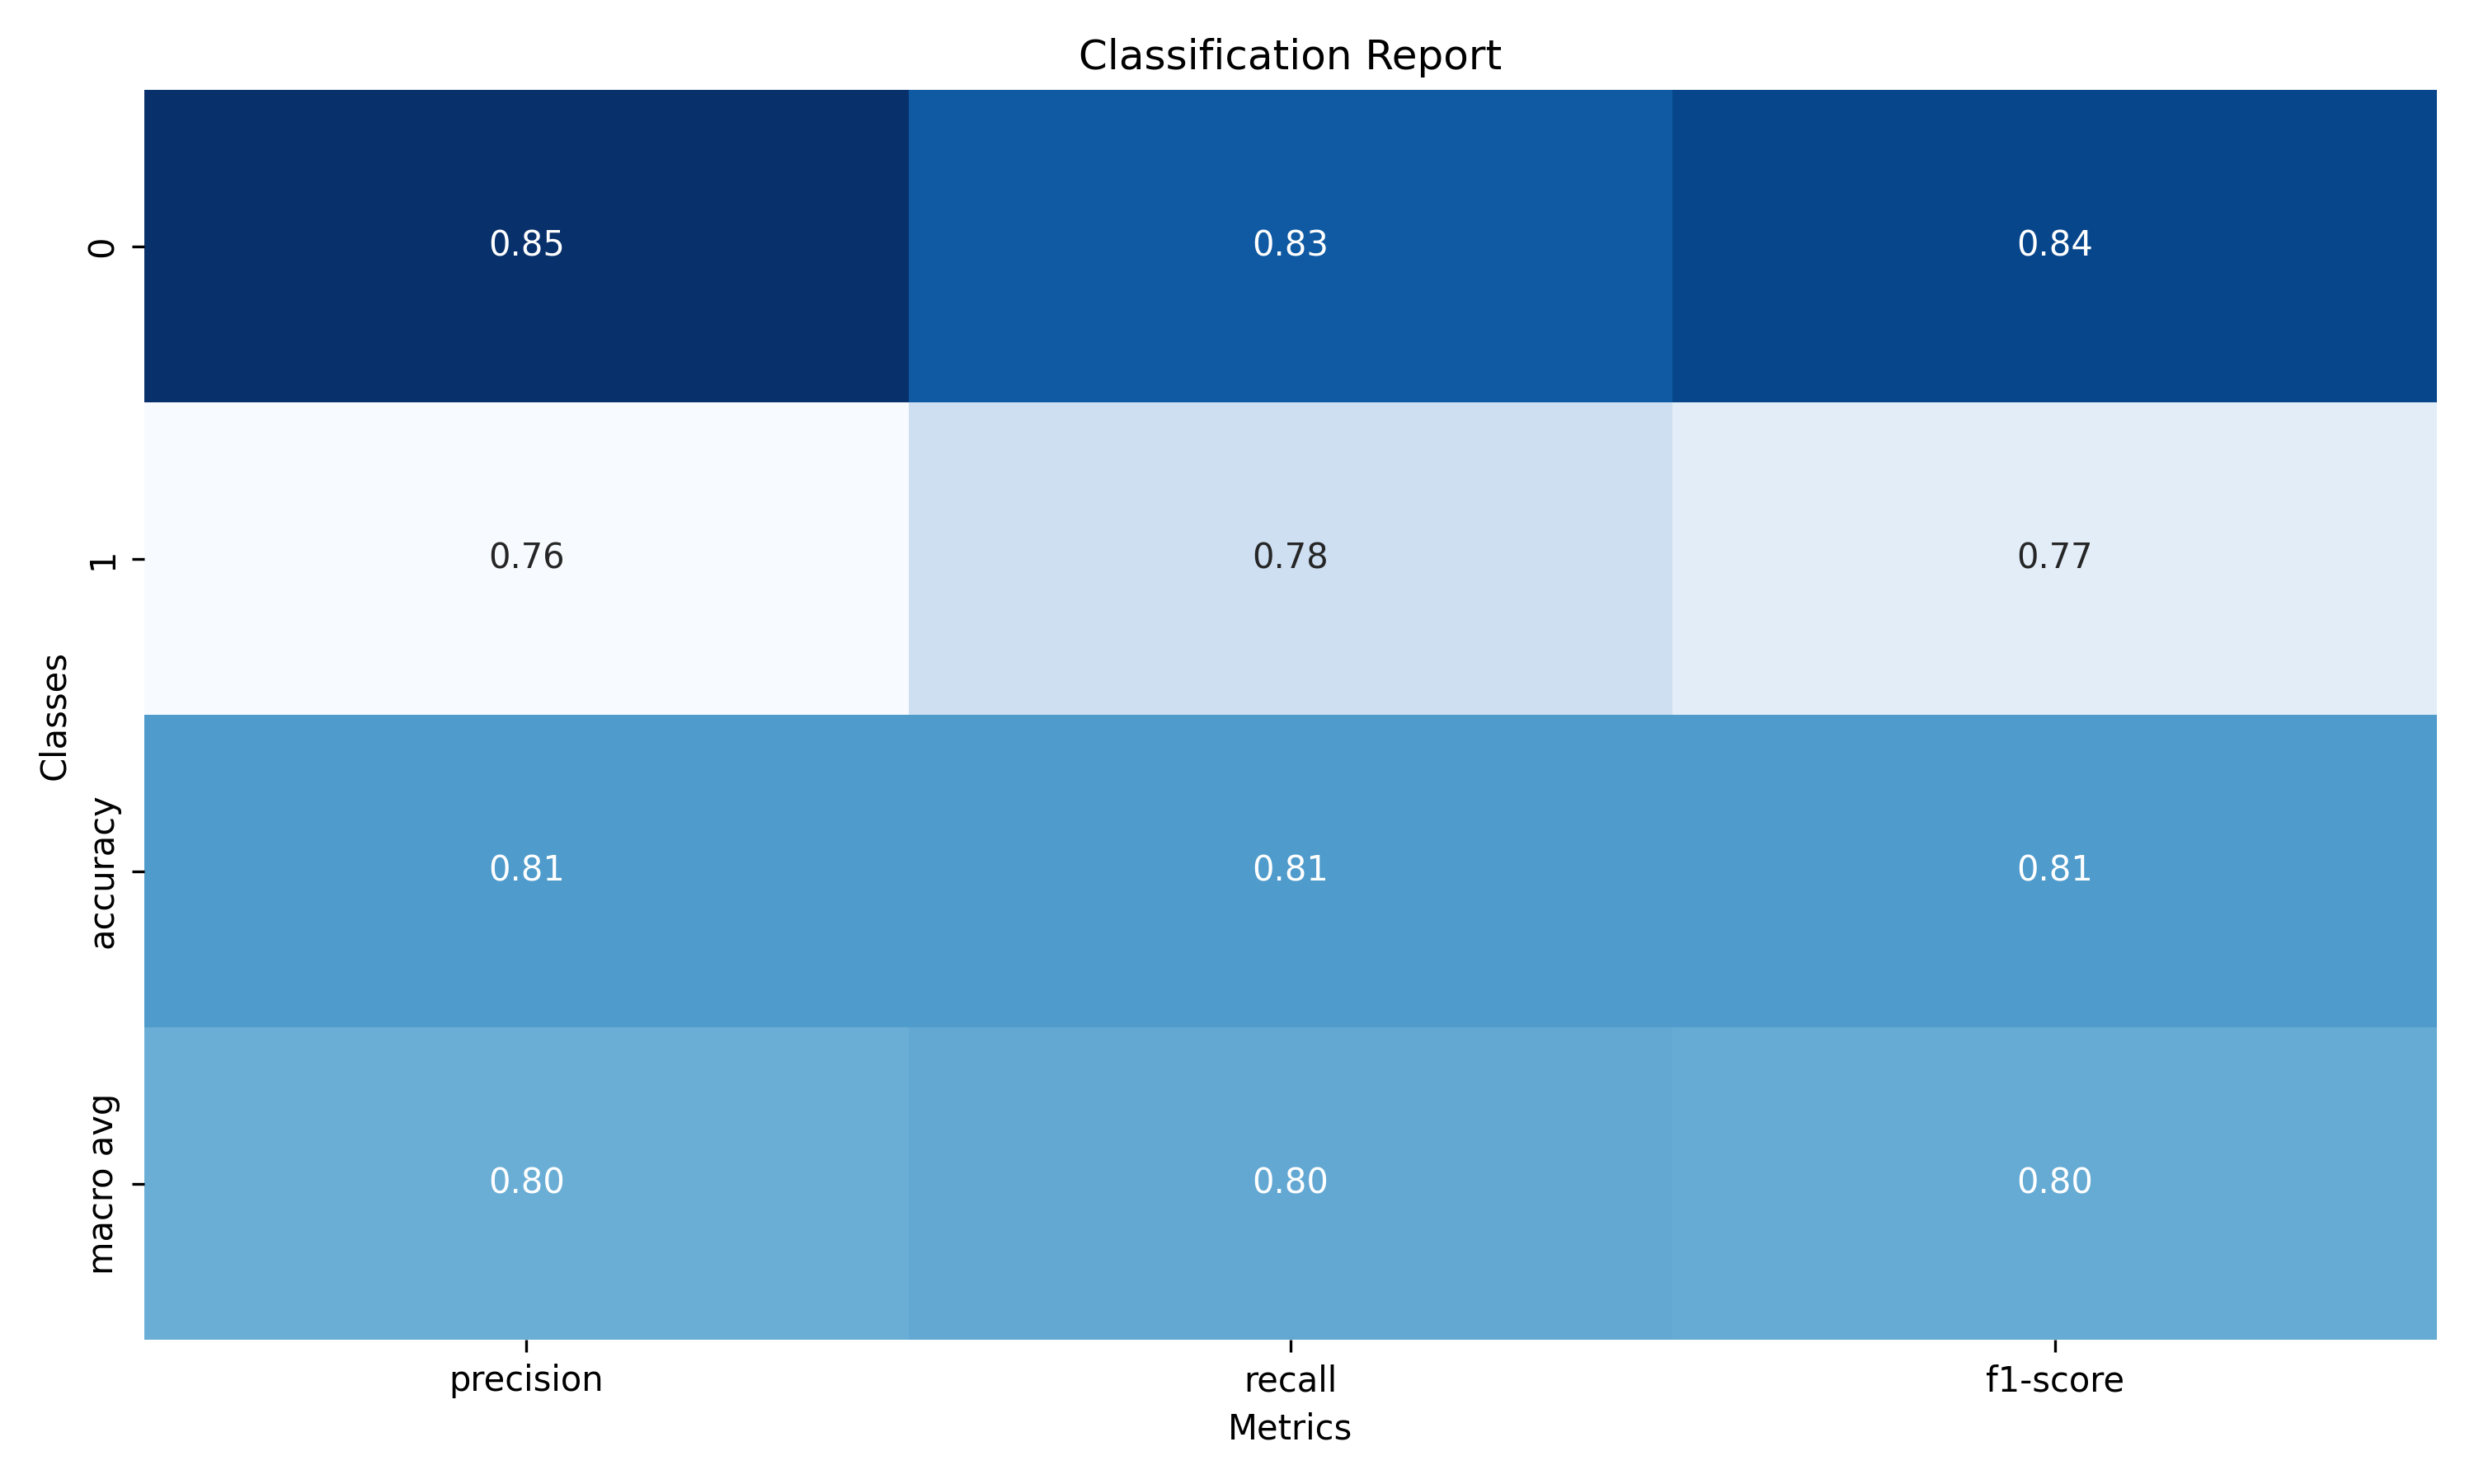 Classification Report
0 0.85 0.83 0.84
1 0.76 0.78 0.77
Classes
accuracy 0.81 0.81 0.81
macro avg 0.80 0.80 0.80
precision recall f1-score
Metrics